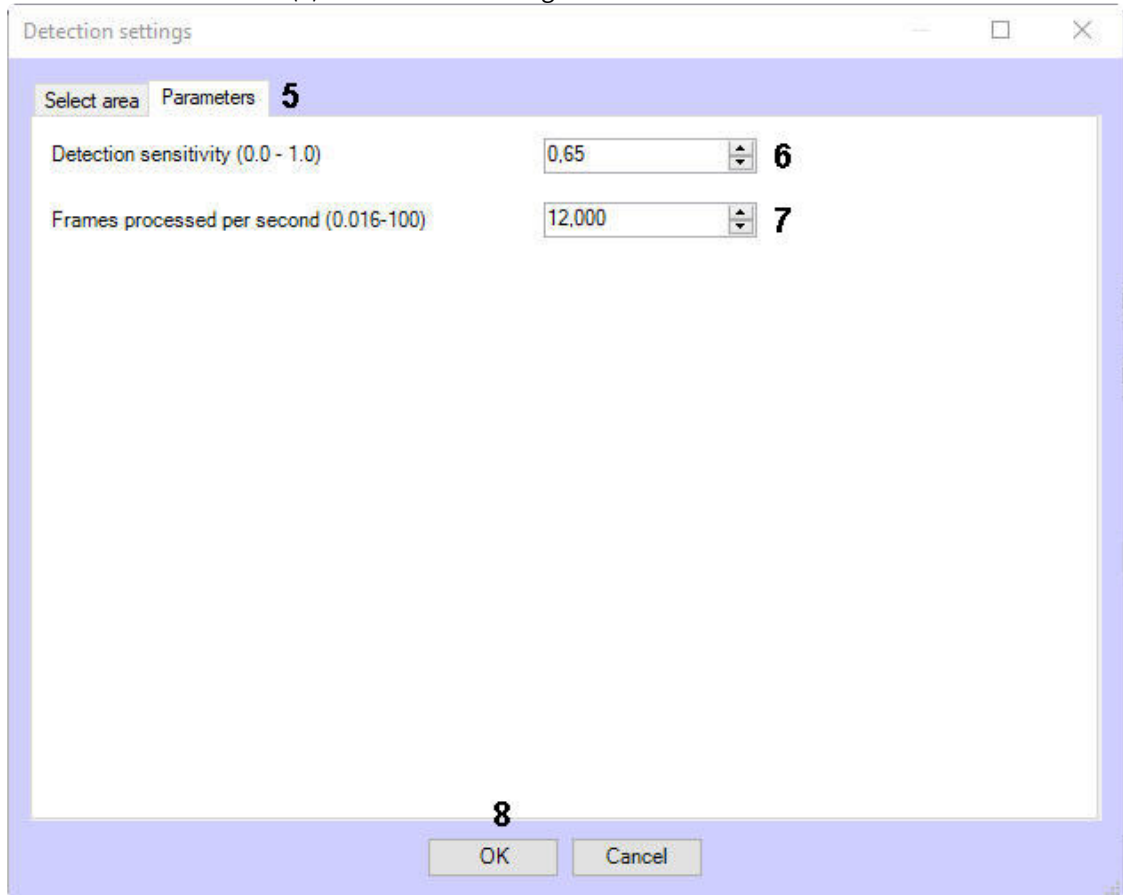 Detection settings
Select area Parameters 5
Detection sensitivity (0.0 - 1.0) 0,65 6
Frames processed per second (0.016-100) 12,000 7
8
OK Cancel